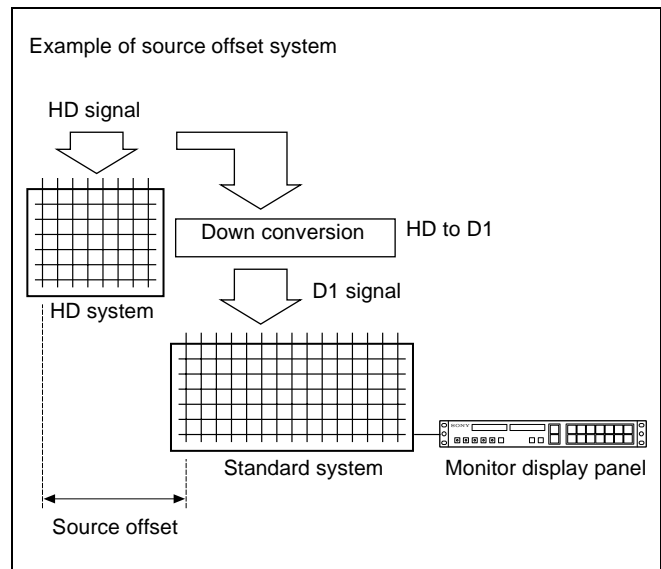 Example of source offset system
HD signal
Down conversion
HD to D1
D1 signal
HD system
SONY
Standard system
Monitor display panel
Source offset